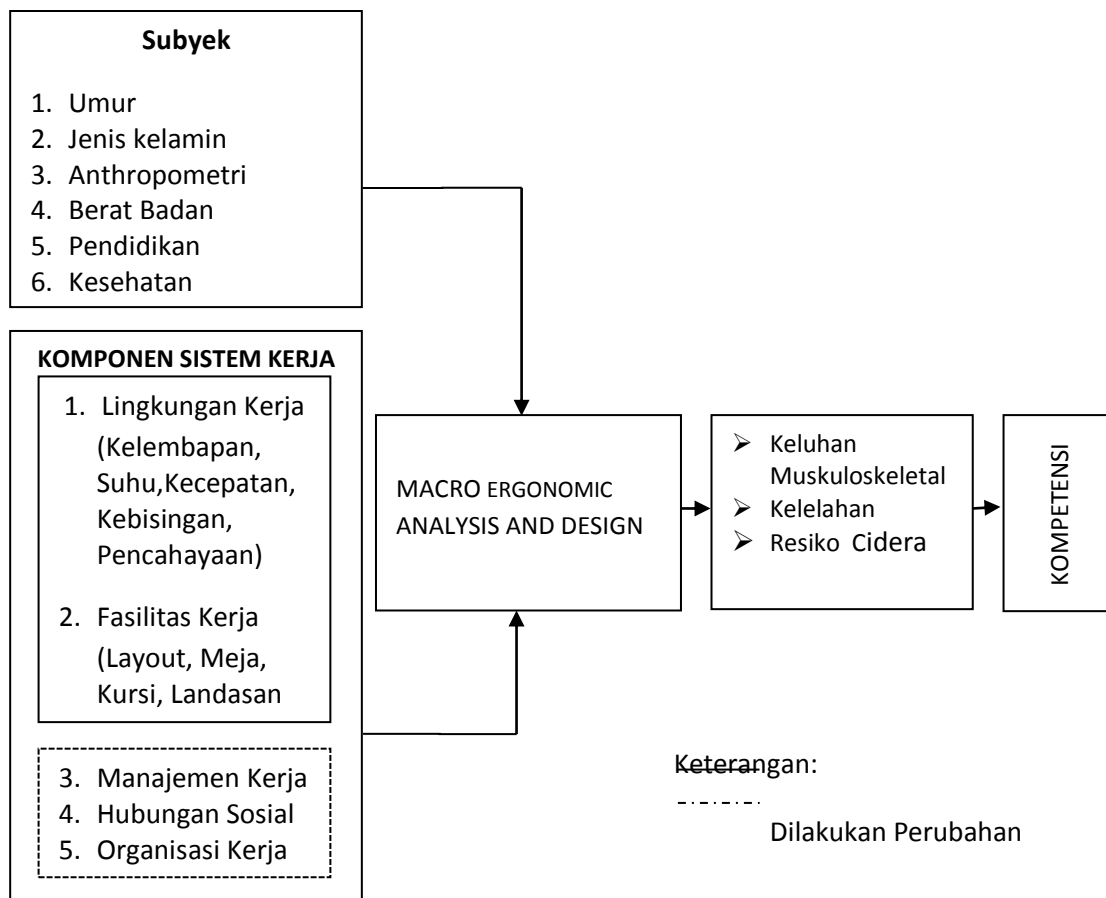 Subyek
1. Umur
2. Jenis kelamin
3. Anthropometri
4. Berat Badan
5. Pendidikan
6. Kesehatan
KOMPONEN SISTEM KERJA
1. Lingkungan Kerja
(Kelembapan,
Suhu,Kecepatan,
Kebisingan,
Pencahayaan)
2. Fasilitas Kerja
(Layout, Meja,
Kursi, Landasan
3. Manajemen Kerja
4. Hubungan Sosial
5. Organisasi Kerja
MACRO ERGONOMIC
ANALYSIS AND DESIGN
➢ Keluhan
Muskuloskeletal
➢ Kelelahan
➢ Resiko Cidera
KOMPETENSI
Keterangan:
Dilakukan Perubahan